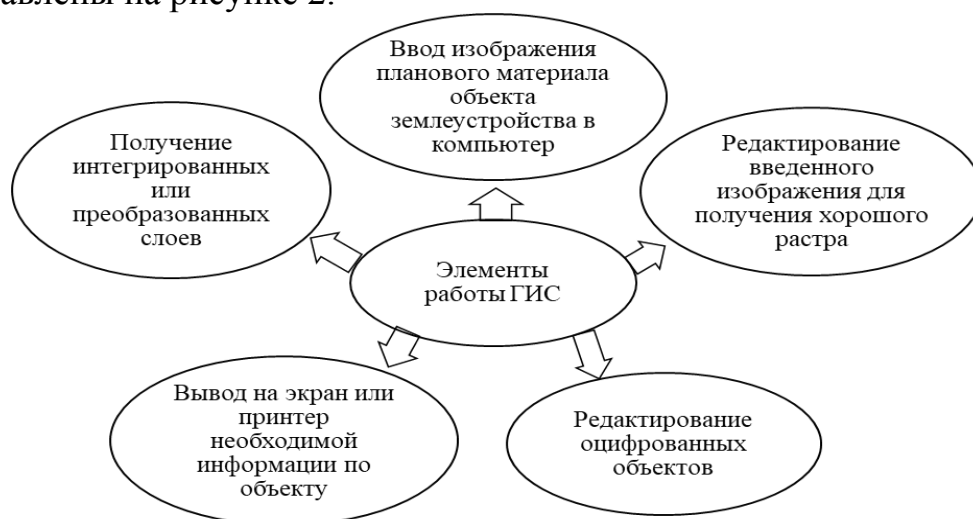 авлены на рисунке 2.
Ввод изображения
планового материала
объекта
землеустройства в
компьютер
Получение
интегрированных
или
преобразованных
слоев
Редактирование
введенного
изображения для
получения хорошого
растра
Элементы
работы ГИС
Вывод на экран или
принтер
необходимой
информации по
объекту
Редактирование
оцифрованных
объектов